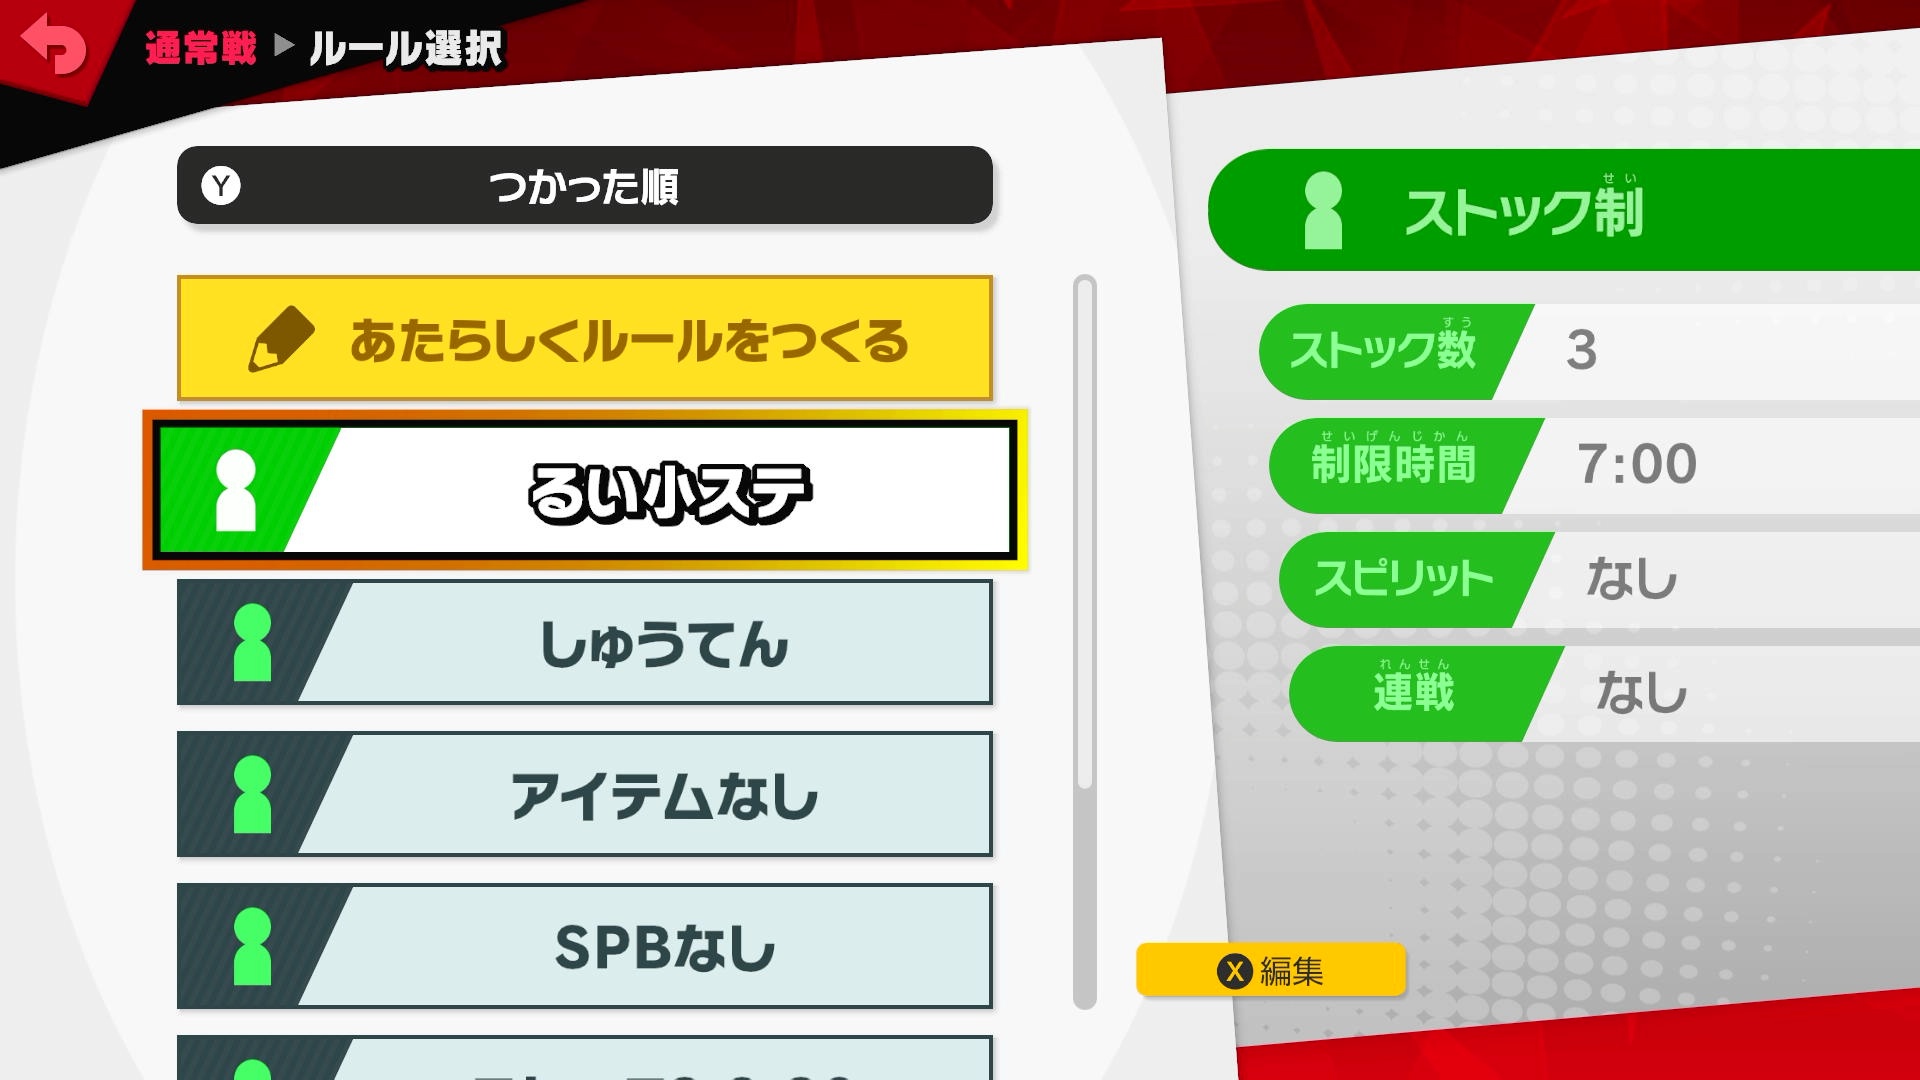 通常戦 ▶ ルール選択
Y つかった順
あたらしくルールをつくる
るい小ステ
しゅうてん
アイテムなし
SPBなし
せい
ストック制
すう
ストック数 3
せいげんじかん
制限時間 7:00
スピリット なし
れんせん
連戦 なし
X 編集